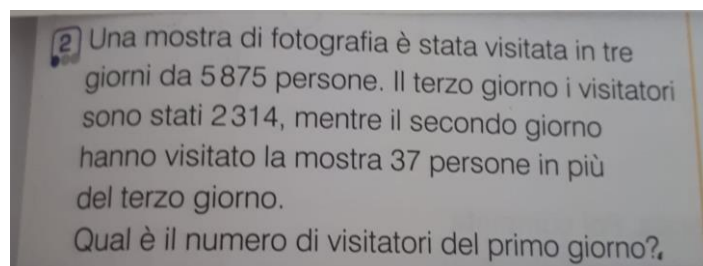 2 Una mostra di fotografia è stata visitata in tre
giorni da 5875 persone. Il terzo giorno i visitatori
sono stati 2314, mentre il secondo giorno
hanno visitato la mostra 37 persone in più
del terzo giorno.
Qual è il numero di visitatori del primo giorno?